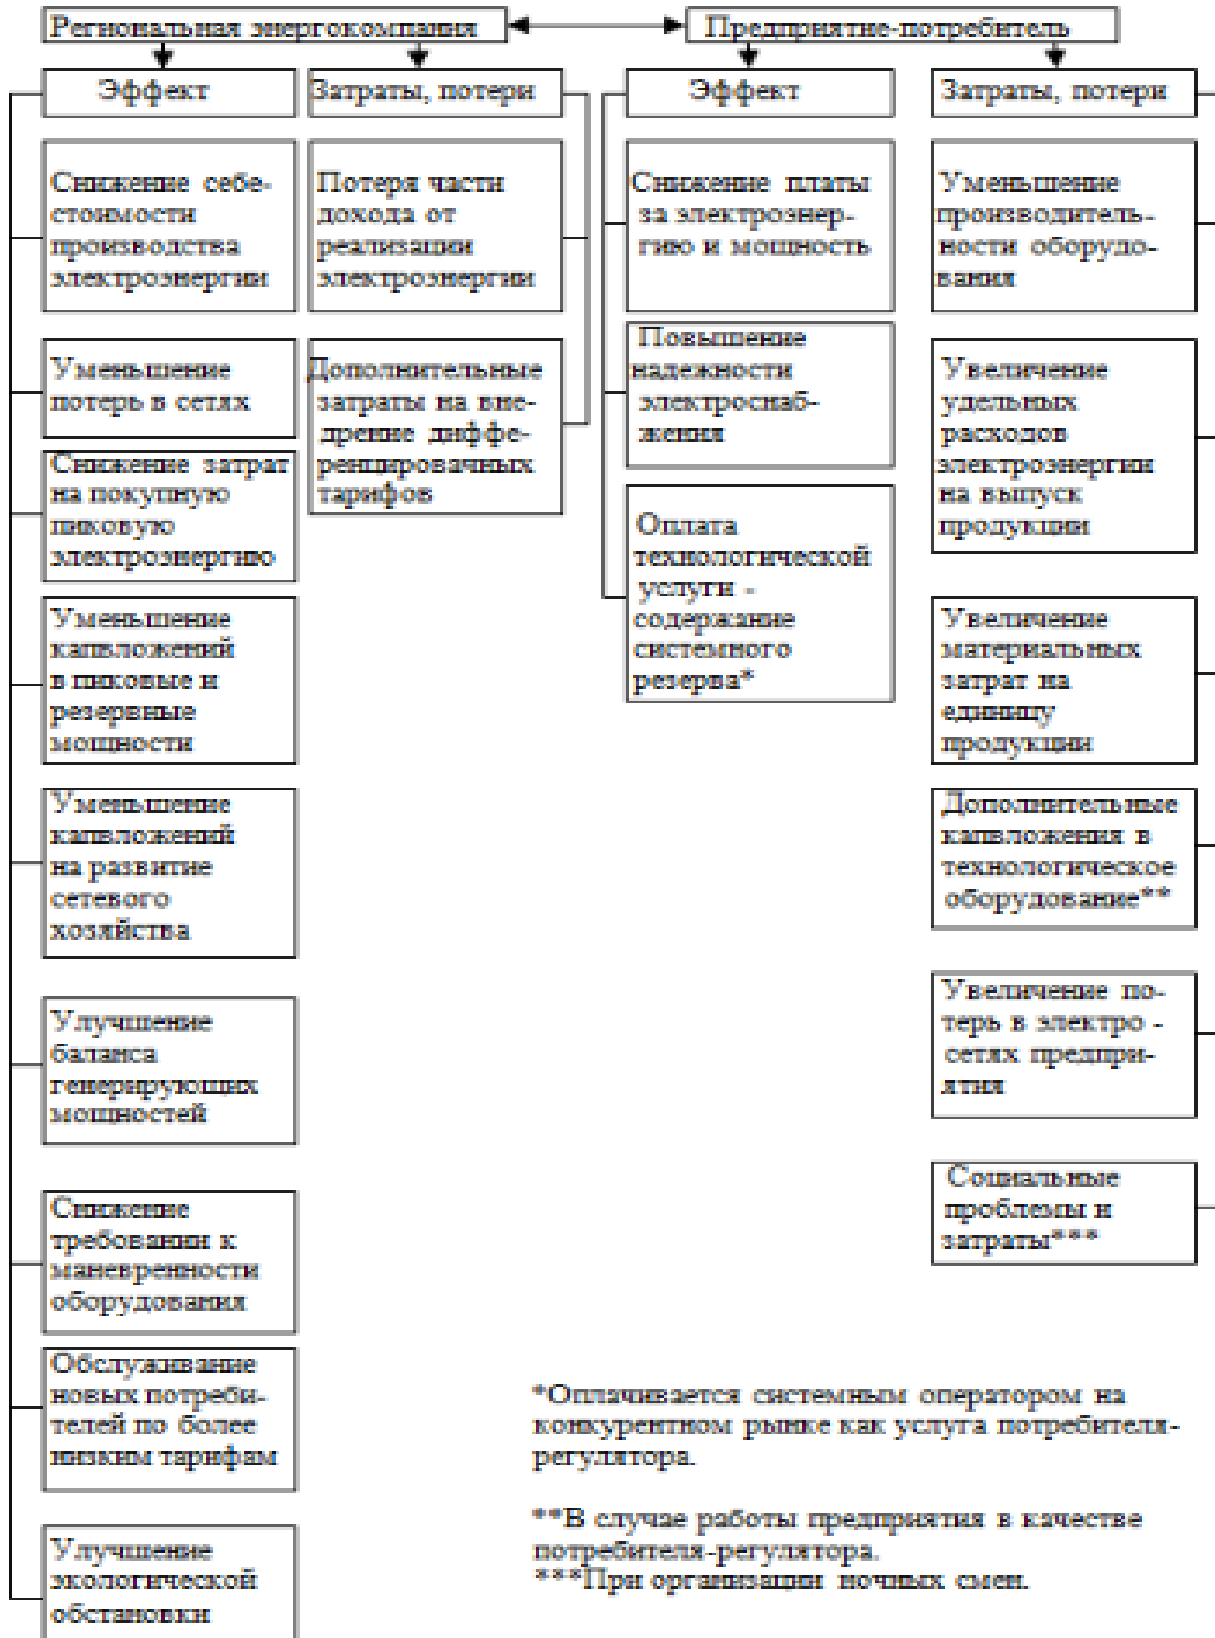 Региональная энергокомпания
Предприятие-потребитель
Эффект
Затраты, потери
Эффект
Затраты, потери
Снижение себе-
стоимости
производства
электроэнергии
Уменьшение
потерь в сетях
Снижение затрат
на покупную
пиковую
электроэнергию
Уменьшение
капвложений
в пиковые и
резервные
мощности
Уменьшение
капвложений
на развитие
сетевого
хозяйства
Улучшение
баланса
генерирующих
мощностей
Снижение
требовании к
маневренности
оборудования
Обслуживание
новых потреби-
телей по более
низким тарифам
Улучшение
экологической
обстановки
Потеря части
дохода от
реализации
электроэнергии
Дополнительные
затраты на вне-
дрение диффе-
ренцировачных
тарифов
Снижение платы
за электроэнер-
гию и мощность
Повышение
надежности
электроснаб-
жения
Оплата
технологической
услуги -
содержание
системного
резерва*
Уменьшение
производитель-
ности оборудо-
вания
Увеличение
удельных
расходов
электроэнергии
на выпуск
продукции
Увеличение
материальных
затрат на
единицу
продукции
Дополнительные
капвложения в
технологическое
оборудование**
Увеличение по-
терь в электро -
сетях предпри-
ятия
Социальные
проблемы и
затраты***
*Оплачивается системным оператором на
конкурентном рынке как услуга потребителя-
регулятора.
**В случае работы предприятия в качестве
потребителя-регулятора.
***При организации ночных смен.